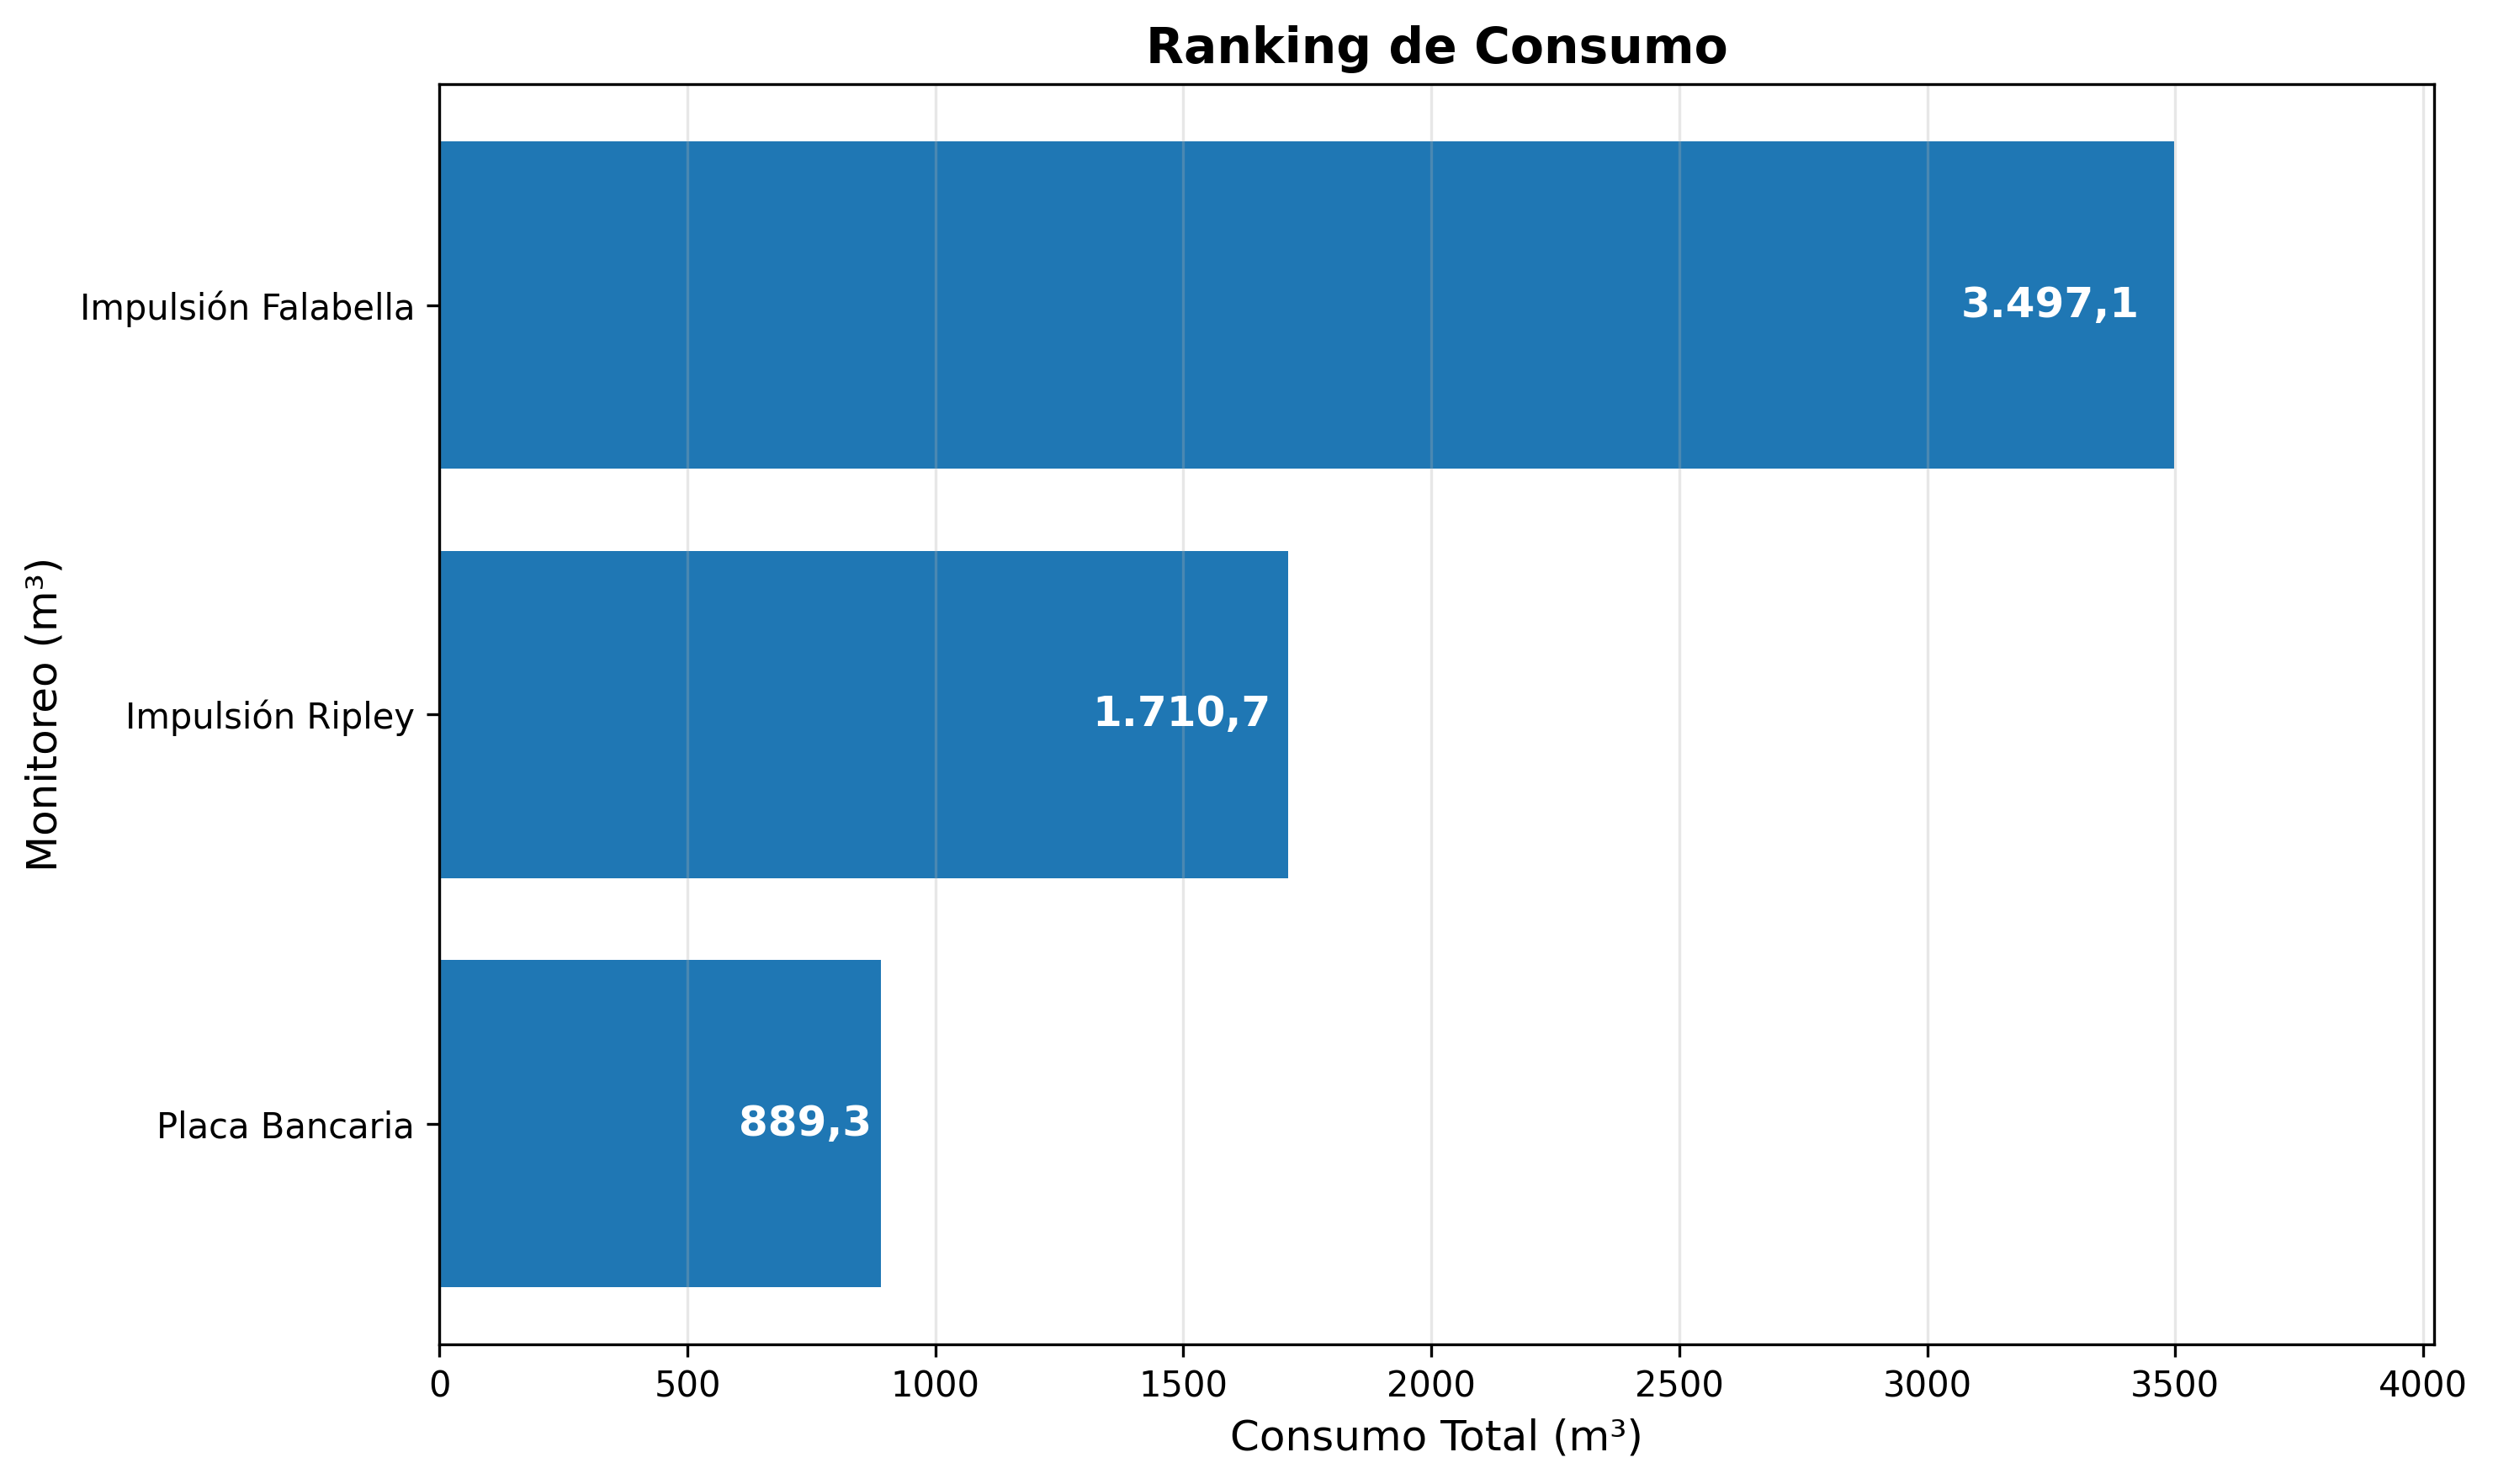 Ranking de Consumo
Monitoreo (m³)
Impulsión Falabella
3.497,1
Impulsión Ripley
1.710,7
Placa Bancaria
889,3
0 500 1000 1500 2000 2500 3000 3500 4000
Consumo Total (m³)